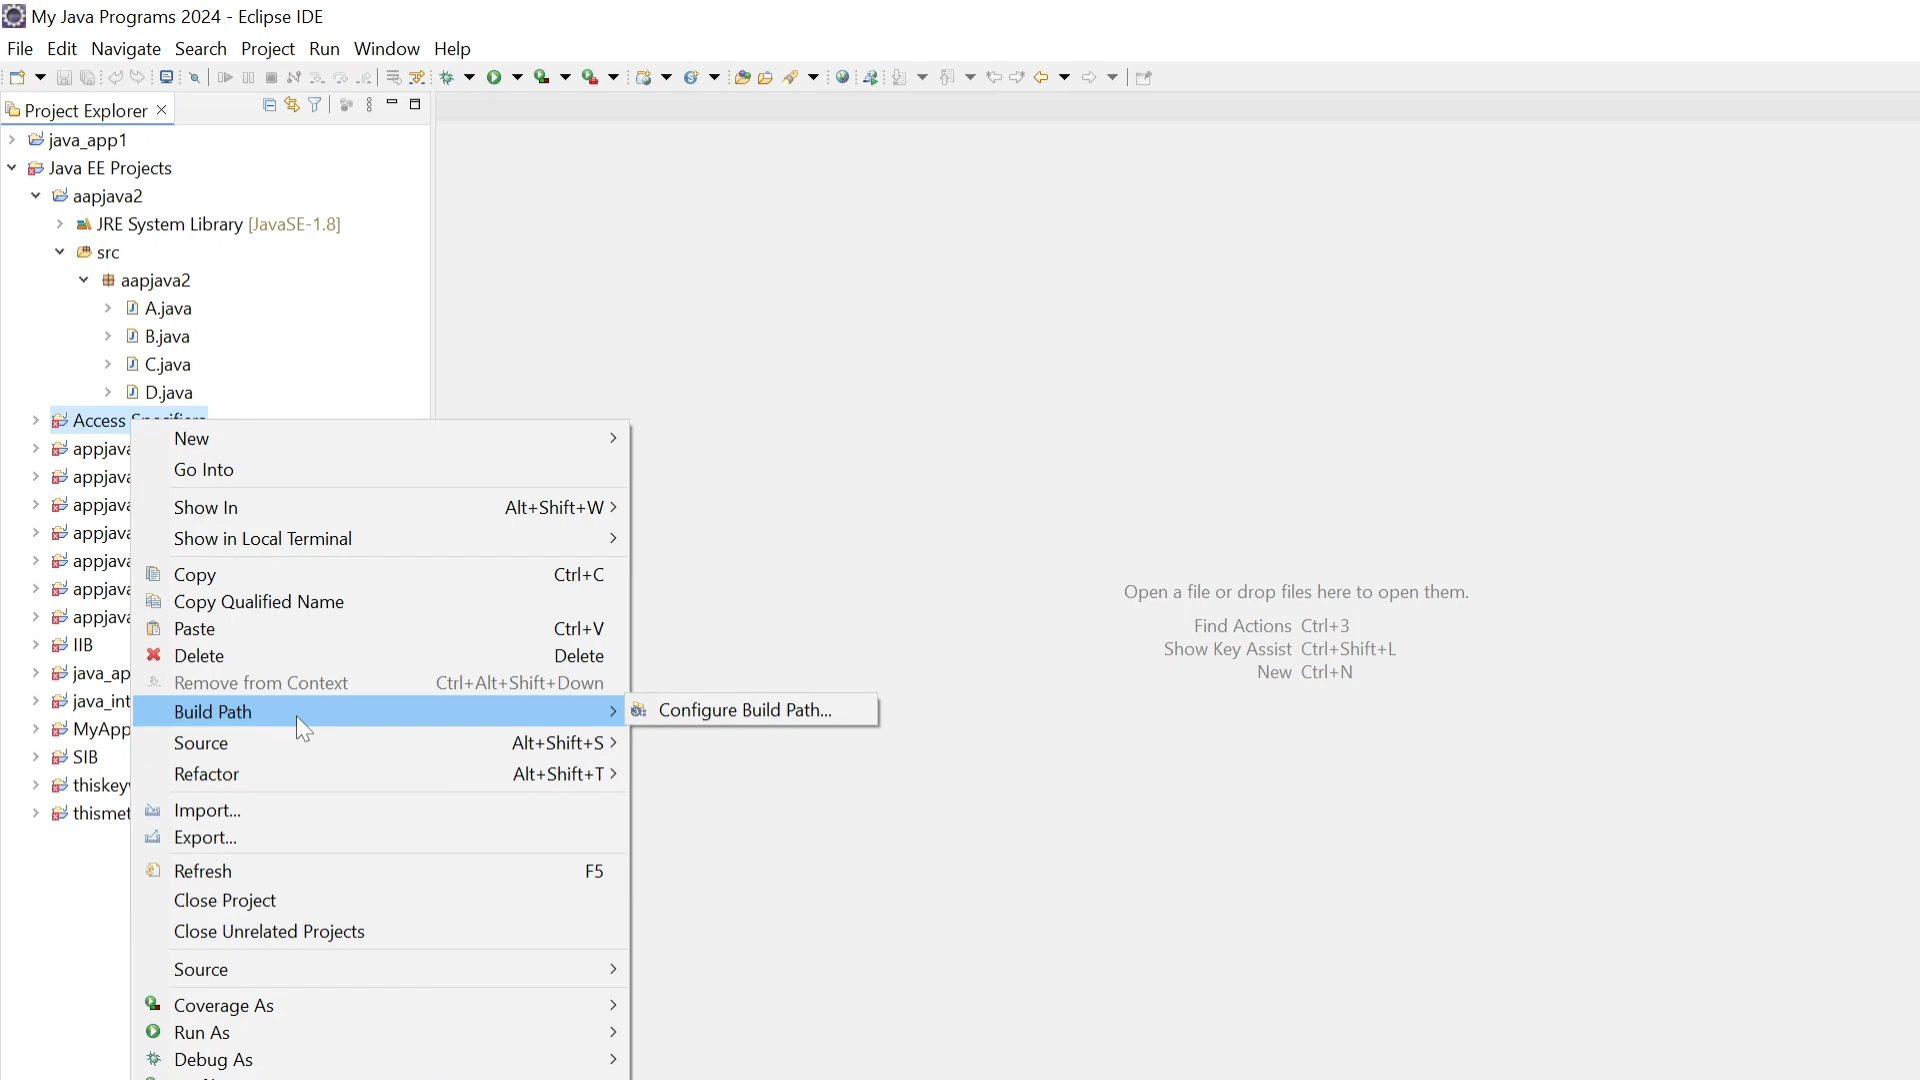 My Java Programs 2024 - Eclipse IDE
File Edit Navigate Search Project Run Window Help
Project Explorer
java_app1
Java EE Projects
aapjava2
JRE System Library [JavaSE-1.8]
src
aapjava2
A.java
B.java
C.java
D.java
Access
appjava
appjava
appjava
appjava
appjava
appjava
appjava
IIB
java_ap
java_int
MyApp
SIB
thiskey
thismet
New
Go Into
Show In Alt+Shift+W
Show in Local Terminal
Copy Ctrl+C
Copy Qualified Name
Paste Ctrl+V
Delete Delete
Remove from Context Ctrl+Alt+Shift+Down
Build Path
Configure Build Path...
Source Alt+Shift+S
Refactor Alt+Shift+T
Import...
Export...
Refresh F5
Close Project
Close Unrelated Projects
Source
Coverage As
Run As
Debug As
Open a file or drop files here to open them.
Find Actions Ctrl+3
Show Key Assist Ctrl+Shift+L
New Ctrl+N